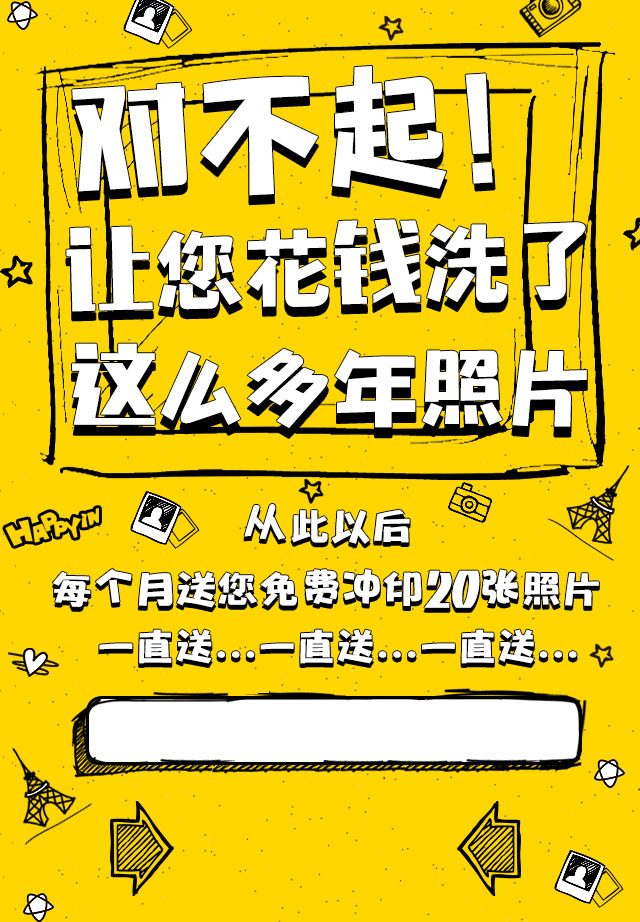 对不起！
让您花钱洗了
这么多年照片
HAPPYIN
从此以后
每个月送您免费冲印20张照片
一直送...一直送...一直送...